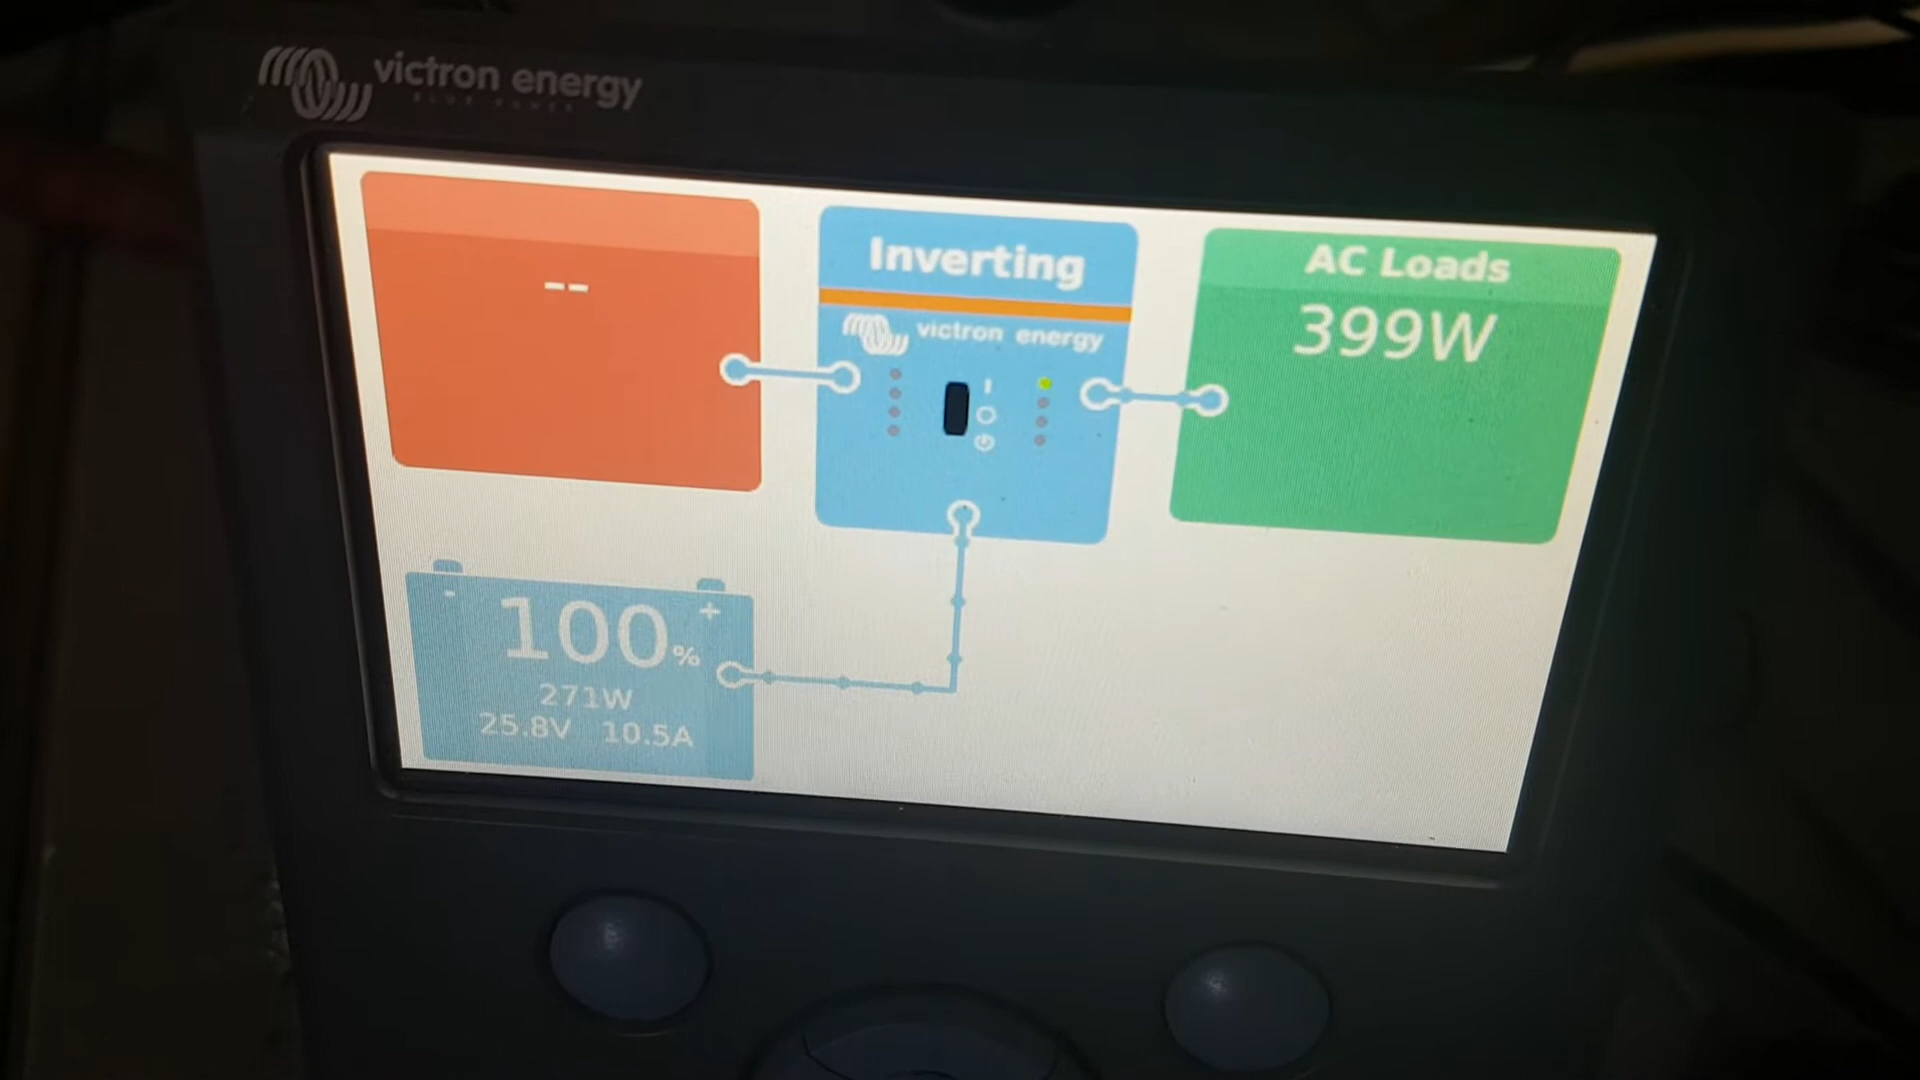 victron energy
BLUE POWER
--
Inverting
victron energy
AC Loads
399W
- +
100%
271W
25.8V 10.5A